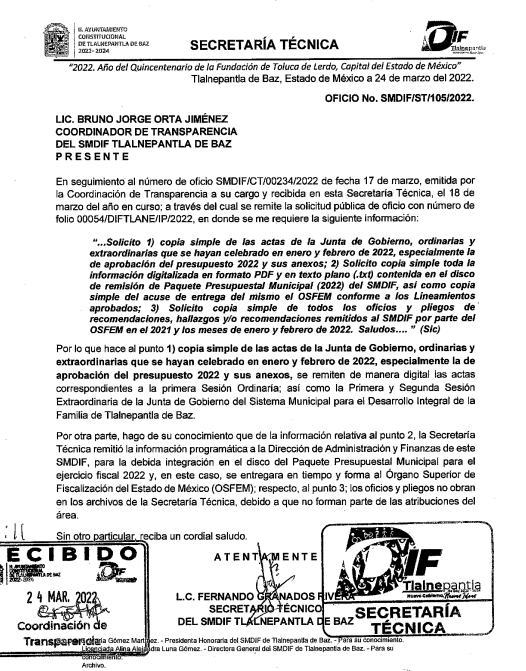 H. AYUNTAMIENTO
CONSTITUCIONAL
DE TLALNEPANTLA DE BAZ
2022-2024
SECRETARÍA TÉCNICA
DIF
Tlalnepantla
"2022. Año del Quincentenario de la Fundación de Toluca de Lerdo, Capital del Estado de México"
Tlalnepantla de Baz, Estado de México a 24 de marzo del 2022.
OFICIO No. SMDIF/ST/105/2022.
LIC. BRUNO JORGE ORTA JIMÉNEZ
COORDINADOR DE TRANSPARENCIA
DEL SMDIF TLALNEPANTLA DE BAZ
P R E S E N T E
En seguimiento al número de oficio SMDIF/CT/00234/2022 de fecha 17 de marzo, emitida por
la Coordinación de Transparencia a su cargo y recibida en esta Secretaría Técnica, el 18 de
marzo del año en curso; a través del cual se remite la solicitud pública de oficio con número de
folio 00054/DIFTLANE/IP/2022, en donde se me requiere la siguiente información:
"...Solicito 1) copia simple de las actas de la Junta de Gobierno, ordinarias y
extraordinarias que se hayan celebrado en enero y febrero de 2022, especialmente la
de aprobación del presupuesto 2022 y sus anexos; 2) Solicito copia simple toda la
información digitalizada en formato PDF y en texto plano (.txt) contenida en el disco
de remisión de Paquete Presupuestal Municipal (2022) del SMDIF, así como copia
simple del acuse de entrega del mismo el OSFEM conforme a los Lineamientos
aprobados; 3) Solicito copia simple de todos los oficios y pliegos de
recomendaciones, hallazgos y/o recomendaciones remitidos al SMDIF por parte del
OSFEM en el 2021 y los meses de enero y febrero de 2022. Saludos.... " (Sic)
Por lo que hace al punto 1) copia simple de las actas de la Junta de Gobierno, ordinarias y
extraordinarias que se hayan celebrado en enero y febrero de 2022, especialmente la de
aprobación del presupuesto 2022 y sus anexos, se remiten de manera digital las actas
correspondientes a la primera Sesión Ordinaria; así como la Primera y Segunda Sesión
Extraordinaria de la Junta de Gobierno del Sistema Municipal para el Desarrollo Integral de la
Familia de Tlalnepantla de Baz.
Por otra parte, hago de su conocimiento que de la información relativa al punto 2, la Secretaría
Técnica remitió la información programática a la Dirección de Administración y Finanzas de este
SMDIF, para la debida integración en el disco del Paquete Presupuestal Municipal para el
ejercicio fiscal 2022 y, en este caso, se entregara en tiempo y forma al Órgano Superior de
Fiscalización del Estado de México (OSFEM); respecto, al punto 3; los oficios y pliegos no obran
en los archivos de la Secretaría Técnica, debido a que no forman parte de las atribuciones del
área.
Sin otro particular, reciba un cordial saludo.
ECIBIDO
H. AYUNTAMIENTO
CONSTITUCIONAL
DE TLALNEPANTLA DE BAZ
2022-2024
DIF
24 MAR. 2022
Coordinación de
Transparencia
A T E N T A M E N T E
L.C. FERNANDO GRANADOS RIVERA
SECRETARIO TÉCNICO
DEL SMDIF TLALNEPANTLA DE BAZ
DIF
Tlalnepantla
SECRETARÍA
TÉCNICA
María Gómez Martínez. - Presidenta Honoraria del SMDIF de Tlalnepantla de Baz. - Para su conocimiento.
Licenciada Alina Alejandra Luna Gómez. - Directora General del SMDIF de Tlalnepantla de Baz. - Para su
conocimiento.
Archivo.